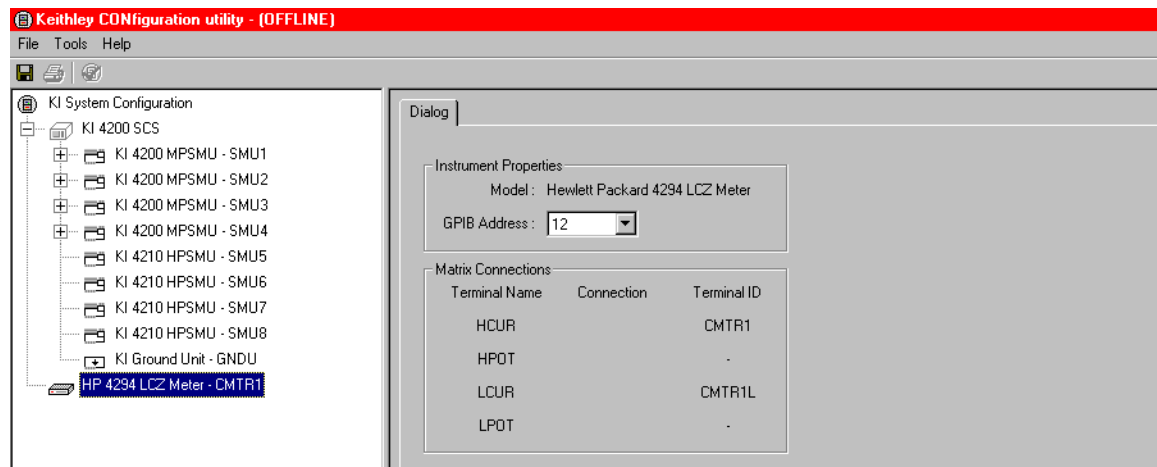 Keithley CONfiguration utility - (OFFLINE)
File Tools Help
KI System Configuration
KI 4200 SCS
KI 4200 MPSMU - SMU1
KI 4200 MPSMU - SMU2
KI 4200 MPSMU - SMU3
KI 4200 MPSMU - SMU4
KI 4210 HPSMU - SMU5
KI 4210 HPSMU - SMU6
KI 4210 HPSMU - SMU7
KI 4210 HPSMU - SMU8
KI Ground Unit - GNDU
HP 4294 LCZ Meter - CMTR1
Dialog
Instrument Properties
Model : Hewlett Packard 4294 LCZ Meter
GPIB Address : 12
Matrix Connections
Terminal Name Connection Terminal ID
HCUR CMTR1
HPOT -
LCUR CMTR1L
LPOT -